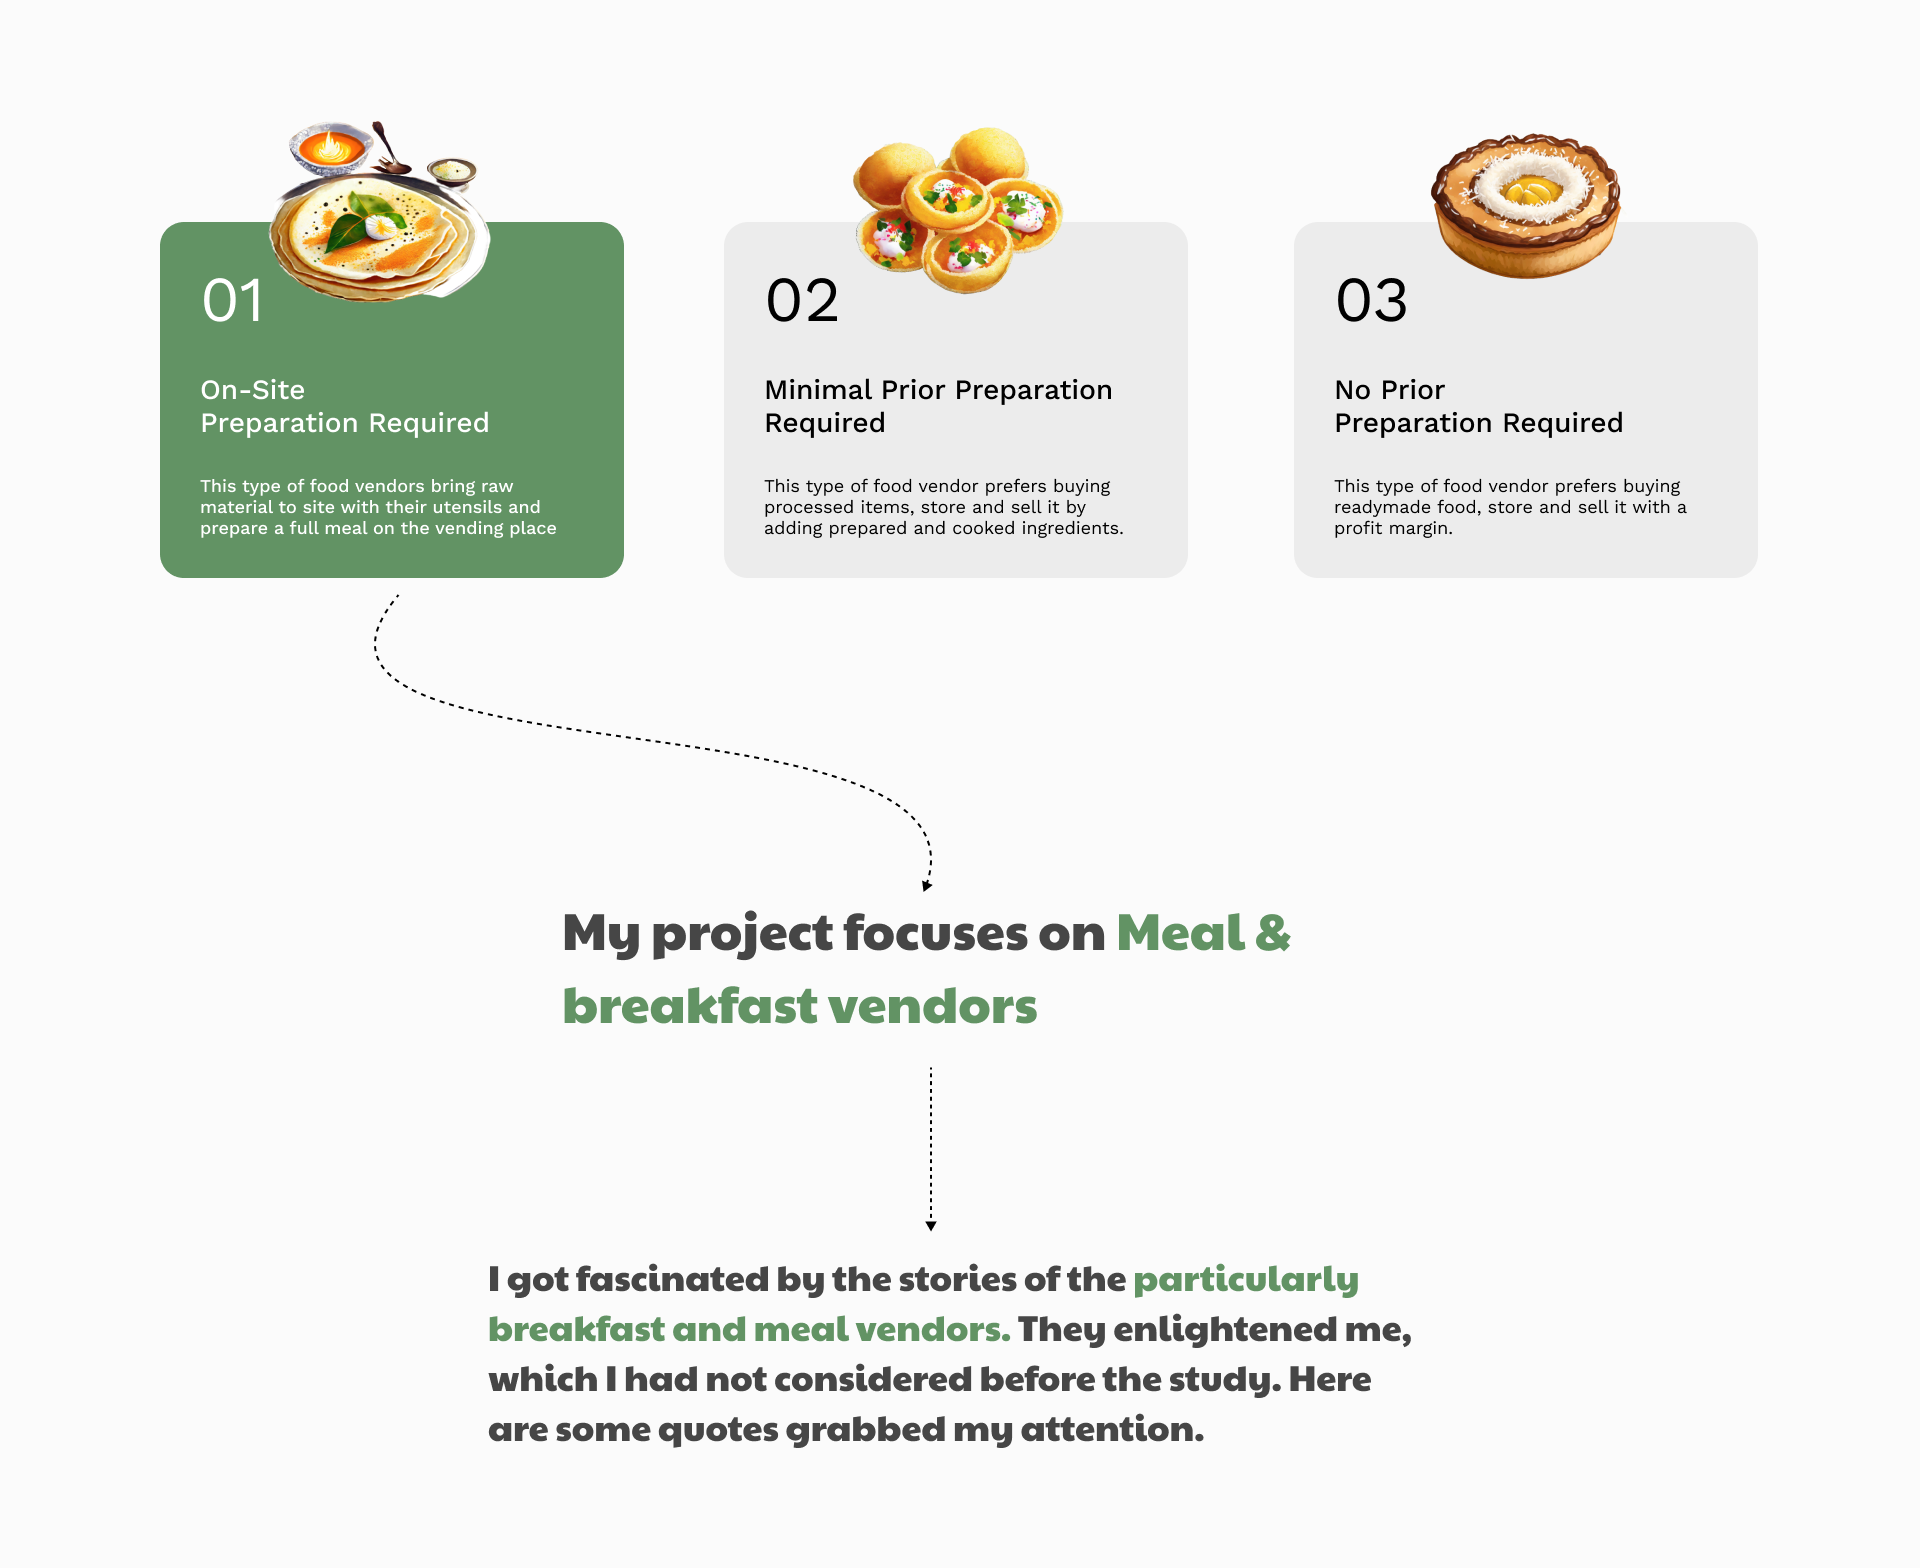 01
On-Site
Preparation Required
This type of food vendors bring raw
material to site with their utensils and
prepare a full meal on the vending place
02
Minimal Prior Preparation
Required
This type of food vendor prefers buying
processed items, store and sell it by
adding prepared and cooked ingredients.
03
No Prior
Preparation Required
This type of food vendor prefers buying
readymade food, store and sell it with a
profit margin.
My project focuses on Meal &
breakfast vendors
I got fascinated by the stories of the particularly
breakfast and meal vendors. They enlightened me,
which I had not considered before the study. Here
are some quotes grabbed my attention.